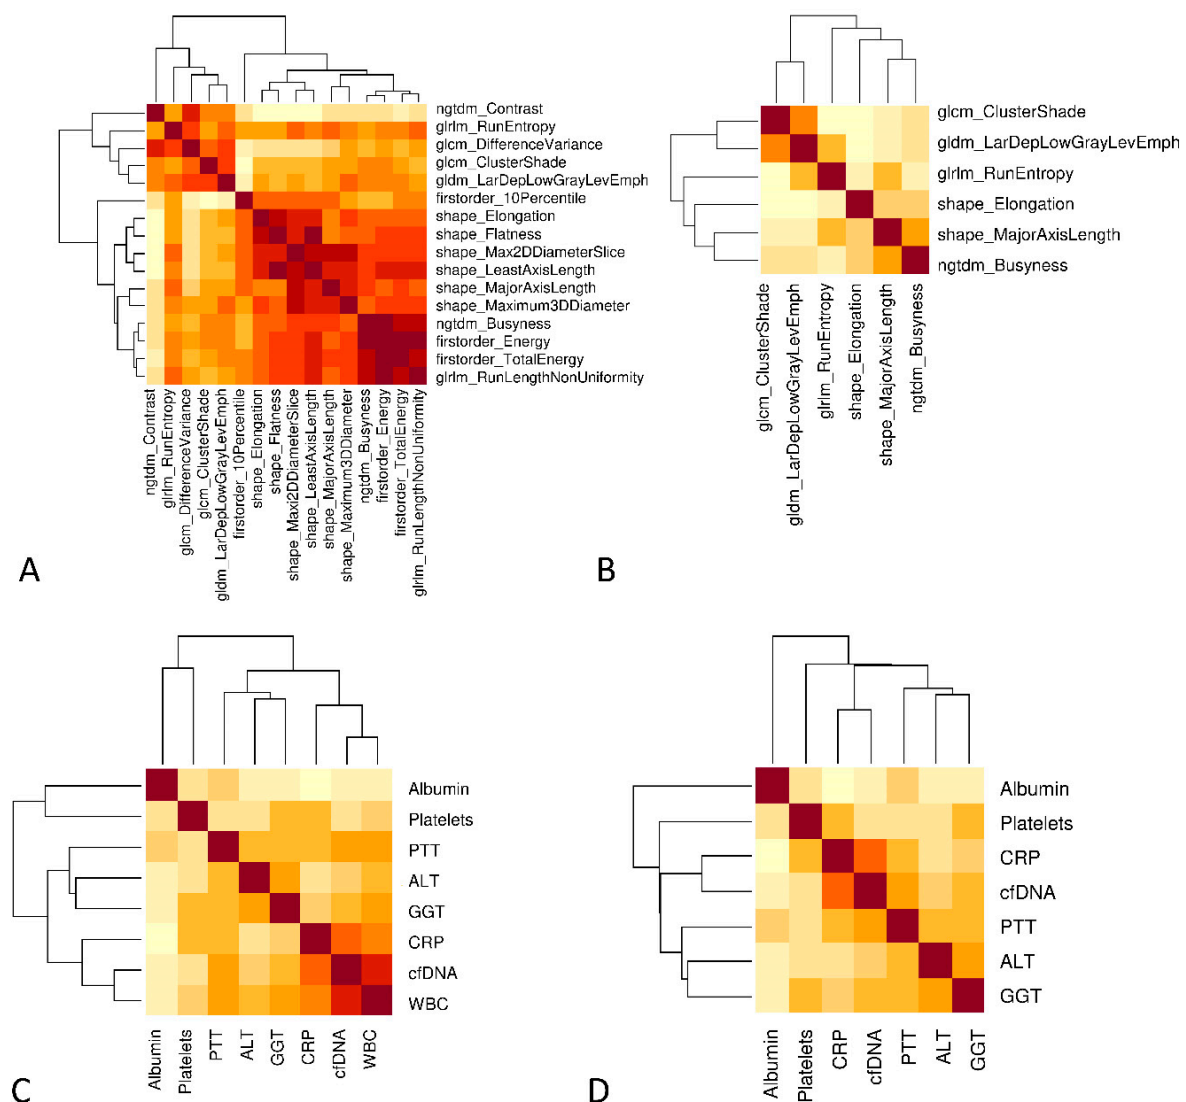 ngtdm_Contrast
glrlm_RunEntropy
glcm_DifferenceVariance
glcm_ClusterShade
gldm_LarDepLowGrayLevEmph
firstorder_10Percentile
shape_Elongation
shape_Flatness
shape_Max2DDiameterSlice
shape_LeastAxisLength
shape_MajorAxisLength
shape_Maximum3DDiameter
ngtdm_Busyness
firstorder_Energy
firstorder_TotalEnergy
glrlm_RunLengthNonUniformity
ngtdm_Contrast
glrlm_RunEntropy
glcm_DifferenceVariance
glcm_ClusterShade
gldm_LarDepLowGrayLevEmph
firstorder_10Percentile
shape_Elongation
shape_Flatness
shape_Maxi2DDiameterSlice
shape_LeastAxisLength
shape_MajorAxisLength
shape_Maximum3DDiameter
ngtdm_Busyness
firstorder_Energy
firstorder_TotalEnergy
glrlm_RunLengthNonUniformity
A
glcm_ClusterShade
gldm_LarDepLowGrayLevEmph
glrlm_RunEntropy
shape_Elongation
shape_MajorAxisLength
ngtdm_Busyness
glcm_ClusterShade
gldm_LarDepLowGrayLevEmph
glrlm_RunEntropy
shape_Elongation
shape_MajorAxisLength
ngtdm_Busyness
B
Albumin
Platelets
PTT
ALT
GGT
CRP
cfDNA
WBC
Albumin
Platelets
PTT
ALT
GGT
CRP
cfDNA
WBC
C
Albumin
Platelets
CRP
cfDNA
PTT
ALT
GGT
Albumin
Platelets
CRP
cfDNA
PTT
ALT
GGT
D